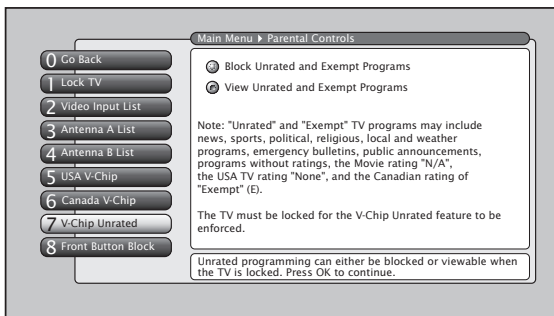 Main Menu ▶ Parental Controls
0 Go Back
1 Lock TV
2 Video Input List
3 Antenna A List
4 Antenna B List
5 USA V-Chip
6 Canada V-Chip
7 V-Chip Unrated
8 Front Button Block
Block Unrated and Exempt Programs
View Unrated and Exempt Programs
Note: "Unrated" and "Exempt" TV programs may include
news, sports, political, religious, local and weather
programs, emergency bulletins, public announcements,
programs without ratings, the Movie rating "N/A",
the USA TV rating "None", and the Canadian rating of
"Exempt" (E).
The TV must be locked for the V-Chip Unrated feature to be
enforced.
Unrated programming can either be blocked or viewable when
the TV is locked. Press OK to continue.